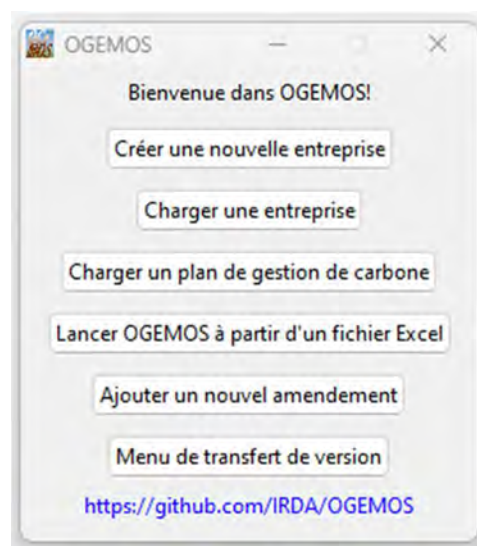 OGEMOS
Bienvenue dans OGEMOS!
Créer une nouvelle entreprise
Charger une entreprise
Charger un plan de gestion de carbone
Lancer OGEMOS à partir d'un fichier Excel
Ajouter un nouvel amendement
Menu de transfert de version
https://github.com/IRDA/OGEMOS